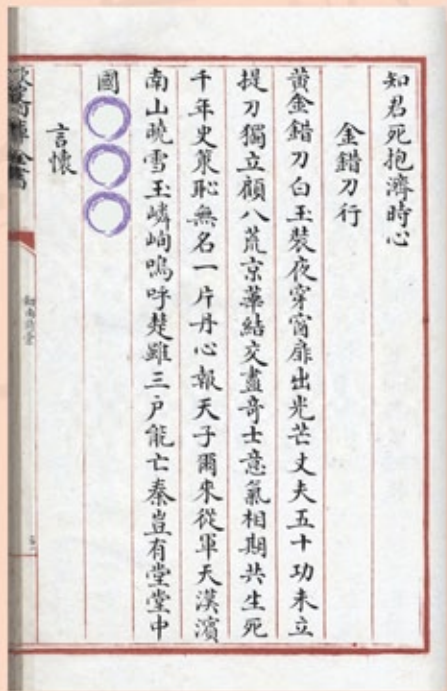 知君死抱濟時心
金錯刀行
黃金錯刀白玉裝夜穿窗扉出光芒丈夫五十功未立
提刀獨立顧八荒京華結交盡奇士意氣相期共生死
千年史策恥無名一片丹心報天子爾來從軍天漢濱
南山曉雪玉嶙峋嗚呼楚雖三户能亡秦豈有堂堂中
國
言懷
劍南詩稾